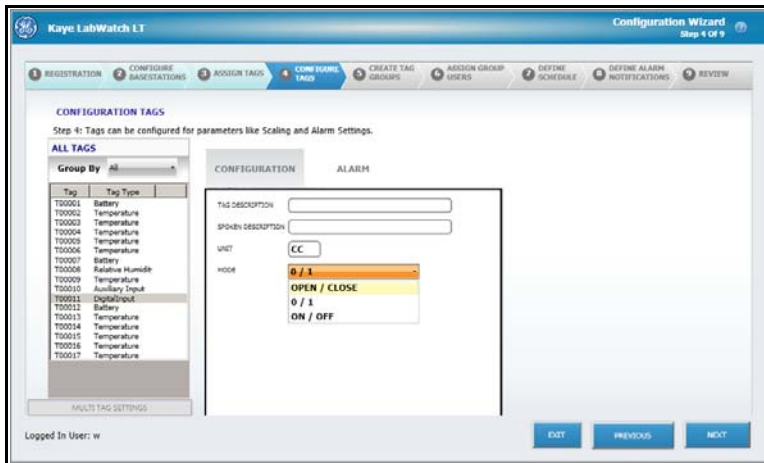 Kaye LabWatch LT
Configuration Wizard
Step 4 Of 9
1 REGISTRATION
2 CONFIGURE BASESTATIONS
3 ASSIGN TAGS
4 CONFIGURE TAGS
5 CREATE TAG GROUPS
6 ASSIGN GROUP USERS
7 DEFINE SCHEDULE
8 DEFINE ALARM NOTIFICATIONS
9 REVIEW
CONFIGURATION TAGS
Step 4: Tags can be configured for parameters like Scaling and Alarm Settings.
ALL TAGS
Group By All
Tag Tag Type
T00001 Battery
T00002 Temperature
T00003 Temperature
T00004 Temperature
T00005 Temperature
T00006 Temperature
T00007 Battery
T00008 Relative Humidit
T00009 Temperature
T00010 Auxiliary Input
T00011 DigitalInput
T00012 Battery
T00013 Temperature
T00014 Temperature
T00015 Temperature
T00016 Temperature
T00017 Temperature
MULTI TAG SETTINGS
CONFIGURATION
ALARM
TAG DESCRIPTION
SPOKEN DESCRIPTION
UNIT CC
MODE 0 / 1
OPEN / CLOSE
0 / 1
ON / OFF
Logged In User: w
EXIT
PREVIOUS
NEXT